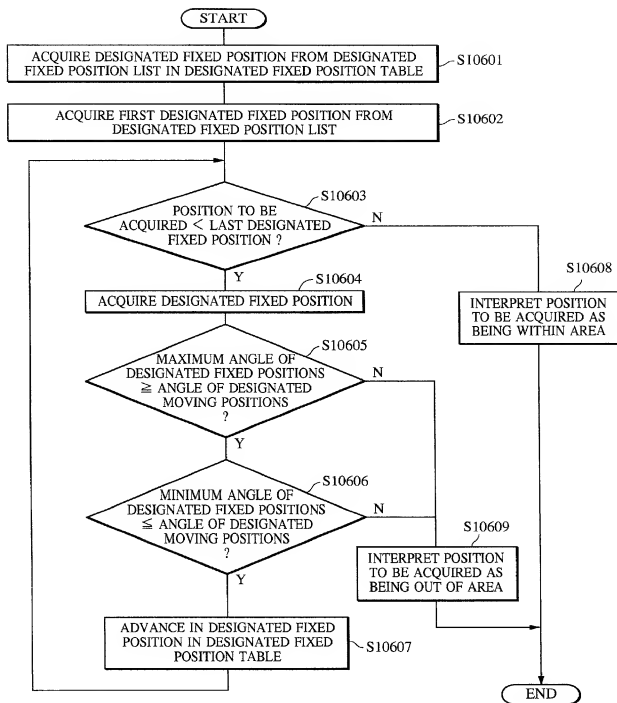 START
ACQUIRE DESIGNATED FIXED POSITION FROM DESIGNATED
FIXED POSITION LIST IN DESIGNATED FIXED POSITION TABLE
S10601
ACQUIRE FIRST DESIGNATED FIXED POSITION FROM
DESIGNATED FIXED POSITION LIST
S10602
S10603
POSITION TO BE
ACQUIRED < LAST DESIGNATED
FIXED POSITION ?
N
Y
S10604
ACQUIRE DESIGNATED FIXED POSITION
S10608
INTERPRET POSITION
TO BE ACQUIRED AS
BEING WITHIN AREA
S10605
MAXIMUM ANGLE OF
DESIGNATED FIXED POSITIONS
≧ ANGLE OF DESIGNATED
MOVING POSITIONS
?
N
Y
S10606
MINIMUM ANGLE OF
DESIGNATED FIXED POSITIONS
≦ ANGLE OF DESIGNATED
MOVING POSITIONS
?
N
Y
S10609
INTERPRET POSITION
TO BE ACQUIRED AS
BEING OUT OF AREA
ADVANCE IN DESIGNATED FIXED
POSITION IN DESIGNATED FIXED
POSITION TABLE
S10607
END